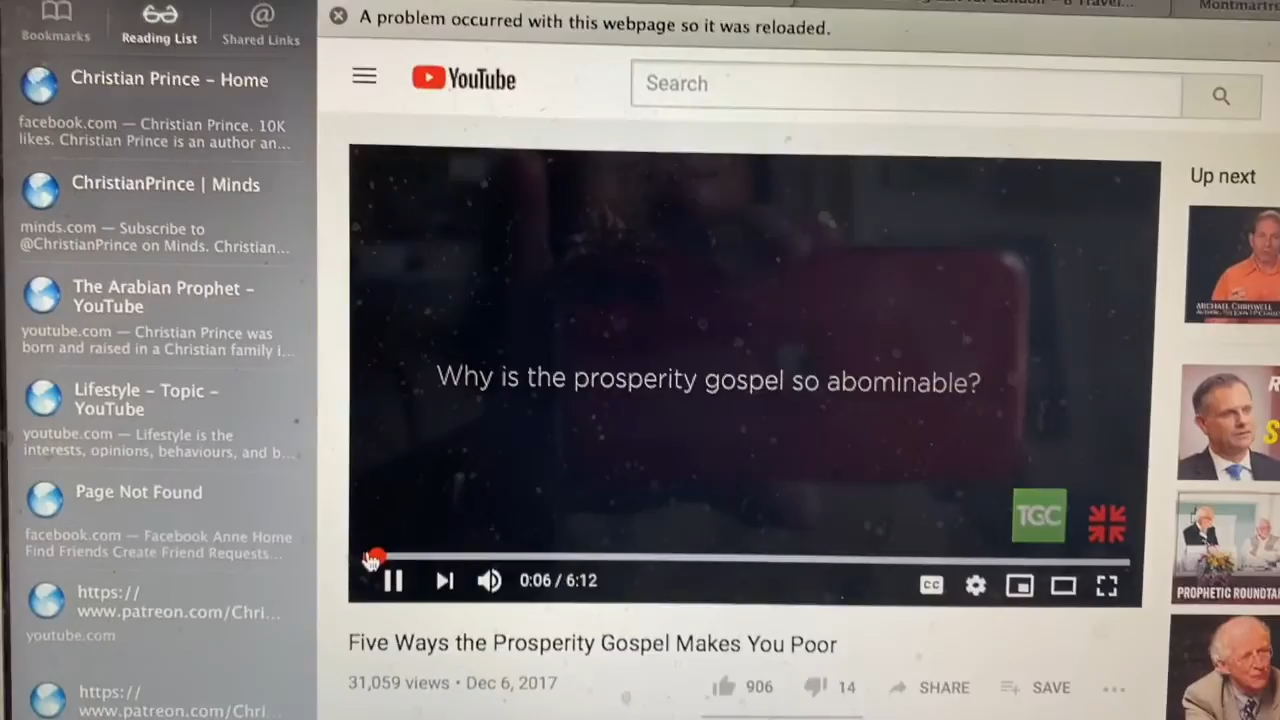 Bookmarks
Reading List
Shared Links
Christian Prince – Home
facebook.com — Christian Prince. 10K
likes. Christian Prince is an author an...
ChristianPrince | Minds
minds.com — Subscribe to
@ChristianPrince on Minds. Christian...
The Arabian Prophet –
YouTube
youtube.com — Christian Prince was
born and raised in a Christian family i...
Lifestyle – Topic –
YouTube
youtube.com — Lifestyle is the
interests, opinions, behaviours, and b...
Page Not Found
facebook.com — Facebook Anne Home
Find Friends Create Friend Requests...
https://
www.patreon.com/Chri...
youtube.com
https://
www.patreon.com/Chri...
Montmartr
A problem occurred with this webpage so it was reloaded.
YouTube
Search
Why is the prosperity gospel so abominable?
TGC
0:06 / 6:12
CC
Five Ways the Prosperity Gospel Makes You Poor
31,059 views • Dec 6, 2017
906
14
SHARE
SAVE
Up next
MICHAEL
PROPHETIC ROUNDTA